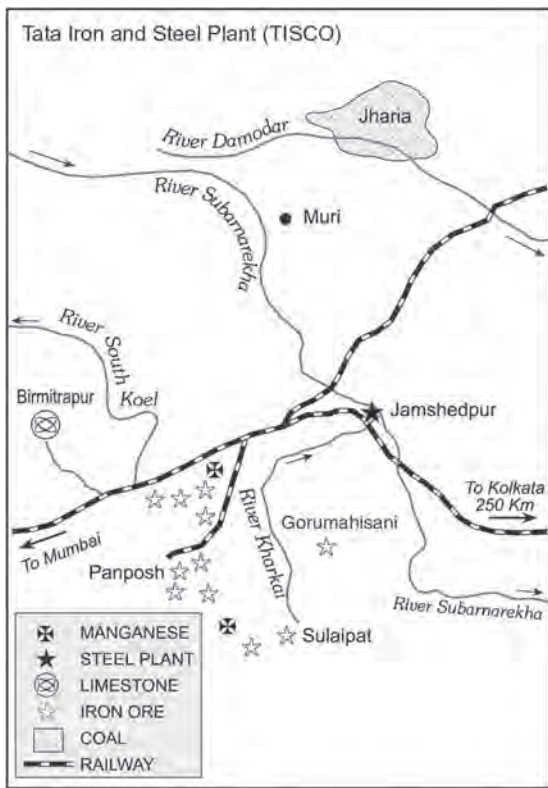 Tata Iron and Steel Plant (TISCO)
Jharia
River Damodar
River Subarnarekha
Muri
River South
Koel
Birmitrapur
Jamshedpur
To Kolkata
250 Km
To Mumbai
River Kharkai
Gorumahisani
Panposh
River Subarnarekha
Sulaipat
MANGANESE
STEEL PLANT
LIMESTONE
IRON ORE
COAL
RAILWAY